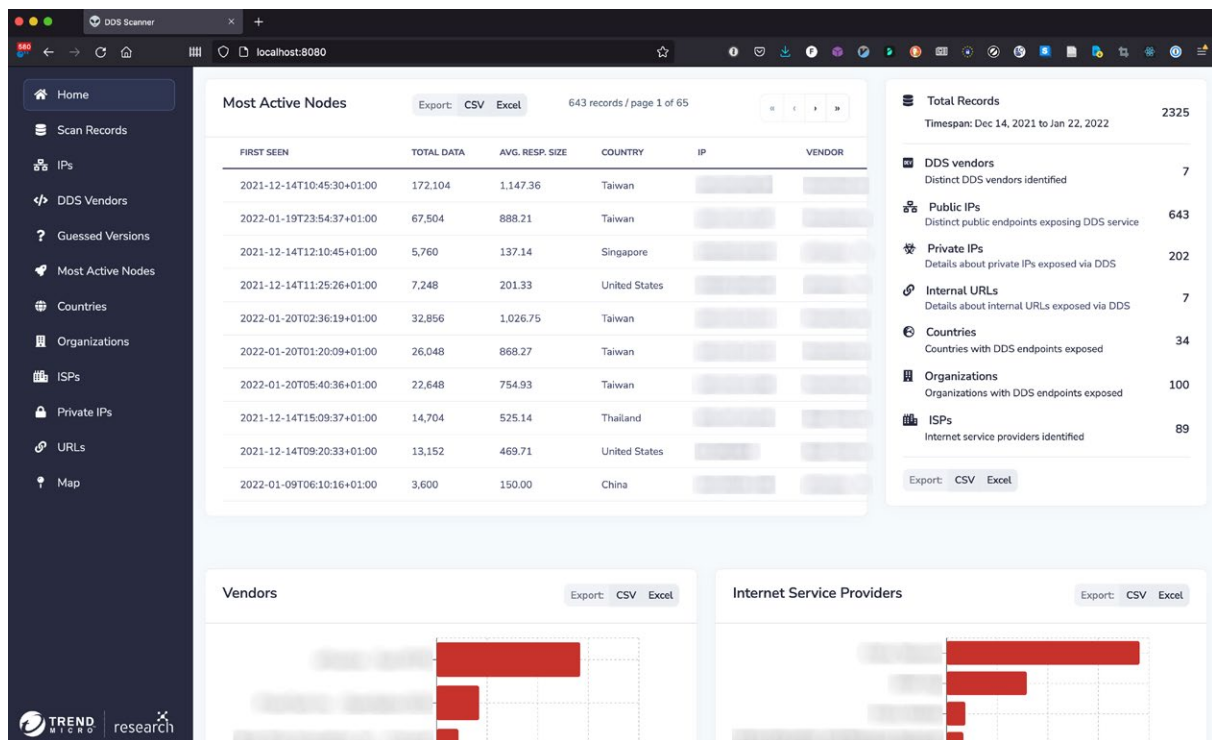 DDS Scanner
580
localhost:8080
Home
Scan Records
IPs
DDS Vendors
Guessed Versions
Most Active Nodes
Countries
Organizations
ISPs
Private IPs
URLs
Map
TREND MICRO | research
Most Active Nodes Export: CSV Excel 643 records / page 1 of 65
FIRST SEEN TOTAL DATA AVG. RESP. SIZE COUNTRY IP VENDOR
2021-12-14T10:45:30+01:00 172,104 1,147.36 Taiwan
2022-01-19T23:54:37+01:00 67,504 888.21 Taiwan
2021-12-14T12:10:45+01:00 5,760 137.14 Singapore
2021-12-14T11:25:26+01:00 7,248 201.33 United States
2022-01-20T02:36:19+01:00 32,856 1,026.75 Taiwan
2022-01-20T01:20:09+01:00 26,048 868.27 Taiwan
2022-01-20T05:40:36+01:00 22,648 754.93 Taiwan
2021-12-14T15:09:37+01:00 14,704 525.14 Thailand
2021-12-14T09:20:33+01:00 13,152 469.71 United States
2022-01-09T06:10:16+01:00 3,600 150.00 China
Total Records 2325
Timespan: Dec 14, 2021 to Jan 22, 2022
DDS vendors 7
Distinct DDS vendors identified
Public IPs 643
Distinct public endpoints exposing DDS service
Private IPs 202
Details about private IPs exposed via DDS
Internal URLs 7
Details about internal URLs exposed via DDS
Countries 34
Countries with DDS endpoints exposed
Organizations 100
Organizations with DDS endpoints exposed
ISPs 89
Internet service providers identified
Export: CSV Excel
Vendors Export: CSV Excel
Internet Service Providers Export: CSV Excel